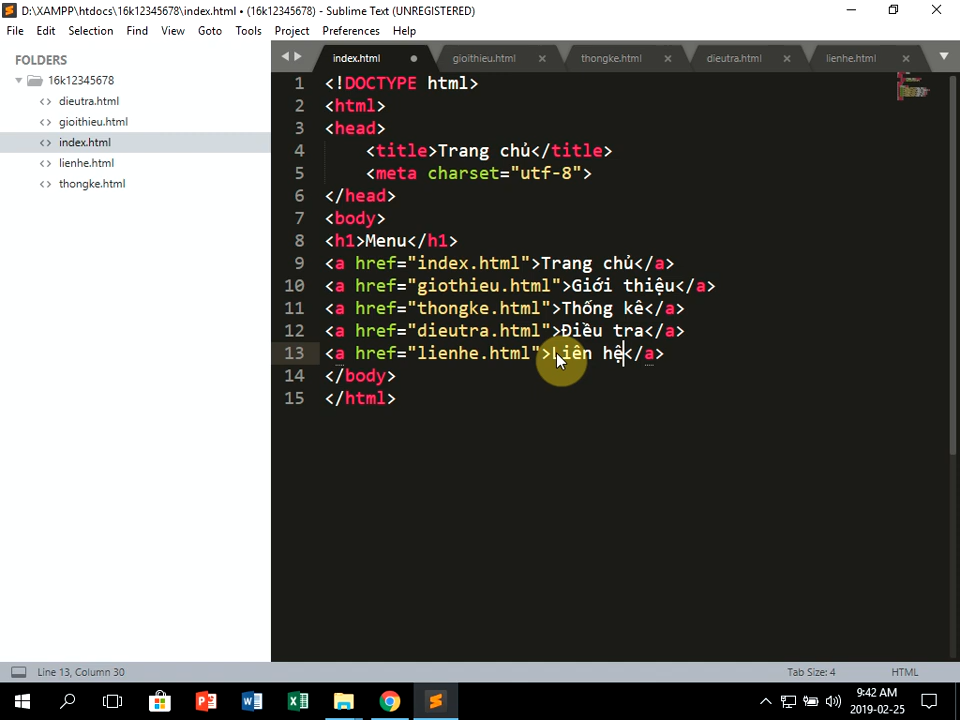 D:\XAMPP\htdocs\16k12345678\index.html • (16k12345678) - Sublime Text (UNREGISTERED)
File Edit Selection Find View Goto Tools Project Preferences Help
FOLDERS
16k12345678
dieutra.html
gioithieu.html
index.html
lienhe.html
thongke.html
index.html gioithieu.html thongke.html dieutra.html lienhe.html
1 <!DOCTYPE html>
2 <html>
3 <head>
4 <title>Trang chủ</title>
5 <meta charset="utf-8">
6 </head>
7 <body>
8 <h1>Menu</h1>
9 <a href="index.html">Trang chủ</a>
10 <a href="giothieu.html">Giới thiệu</a>
11 <a href="thongke.html">Thống kê</a>
12 <a href="dieutra.html">Điều tra</a>
13 <a href="lienhe.html">Liên hệ</a>
14 </body>
15 </html>
Line 13, Column 30 Tab Size: 4 HTML
9:42 AM
2019-02-25